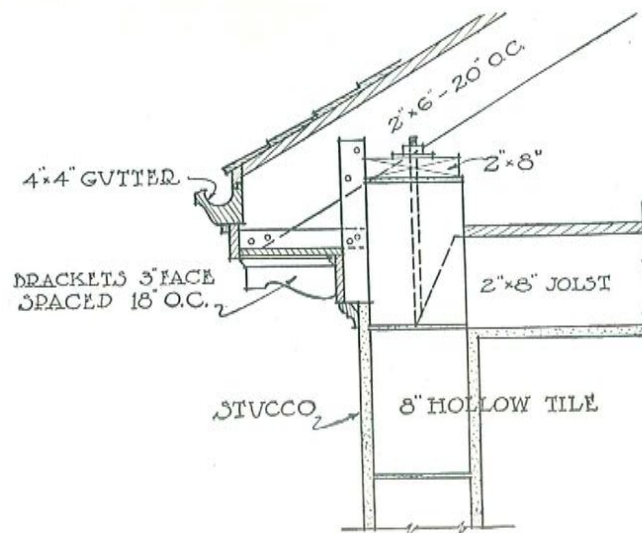 2"x6"-20" O.C.
2"x8"
4"x4" GUTTER
BRACKETS 3" FACE
SPACED 18" O.C.
2"x8" JOIST
STUCCO
8" HOLLOW TILE